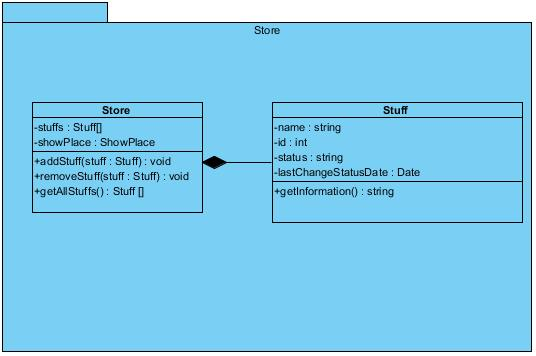 Store
Store
-stuffs : Stuff[]
-showPlace : ShowPlace
+addStuff(stuff : Stuff) : void
+removeStuff(stuff : Stuff) : void
+getAllStuffs() : Stuff []
Stuff
-name : string
-id : int
-status : string
-lastChangeStatusDate : Date
+getInformation() : string